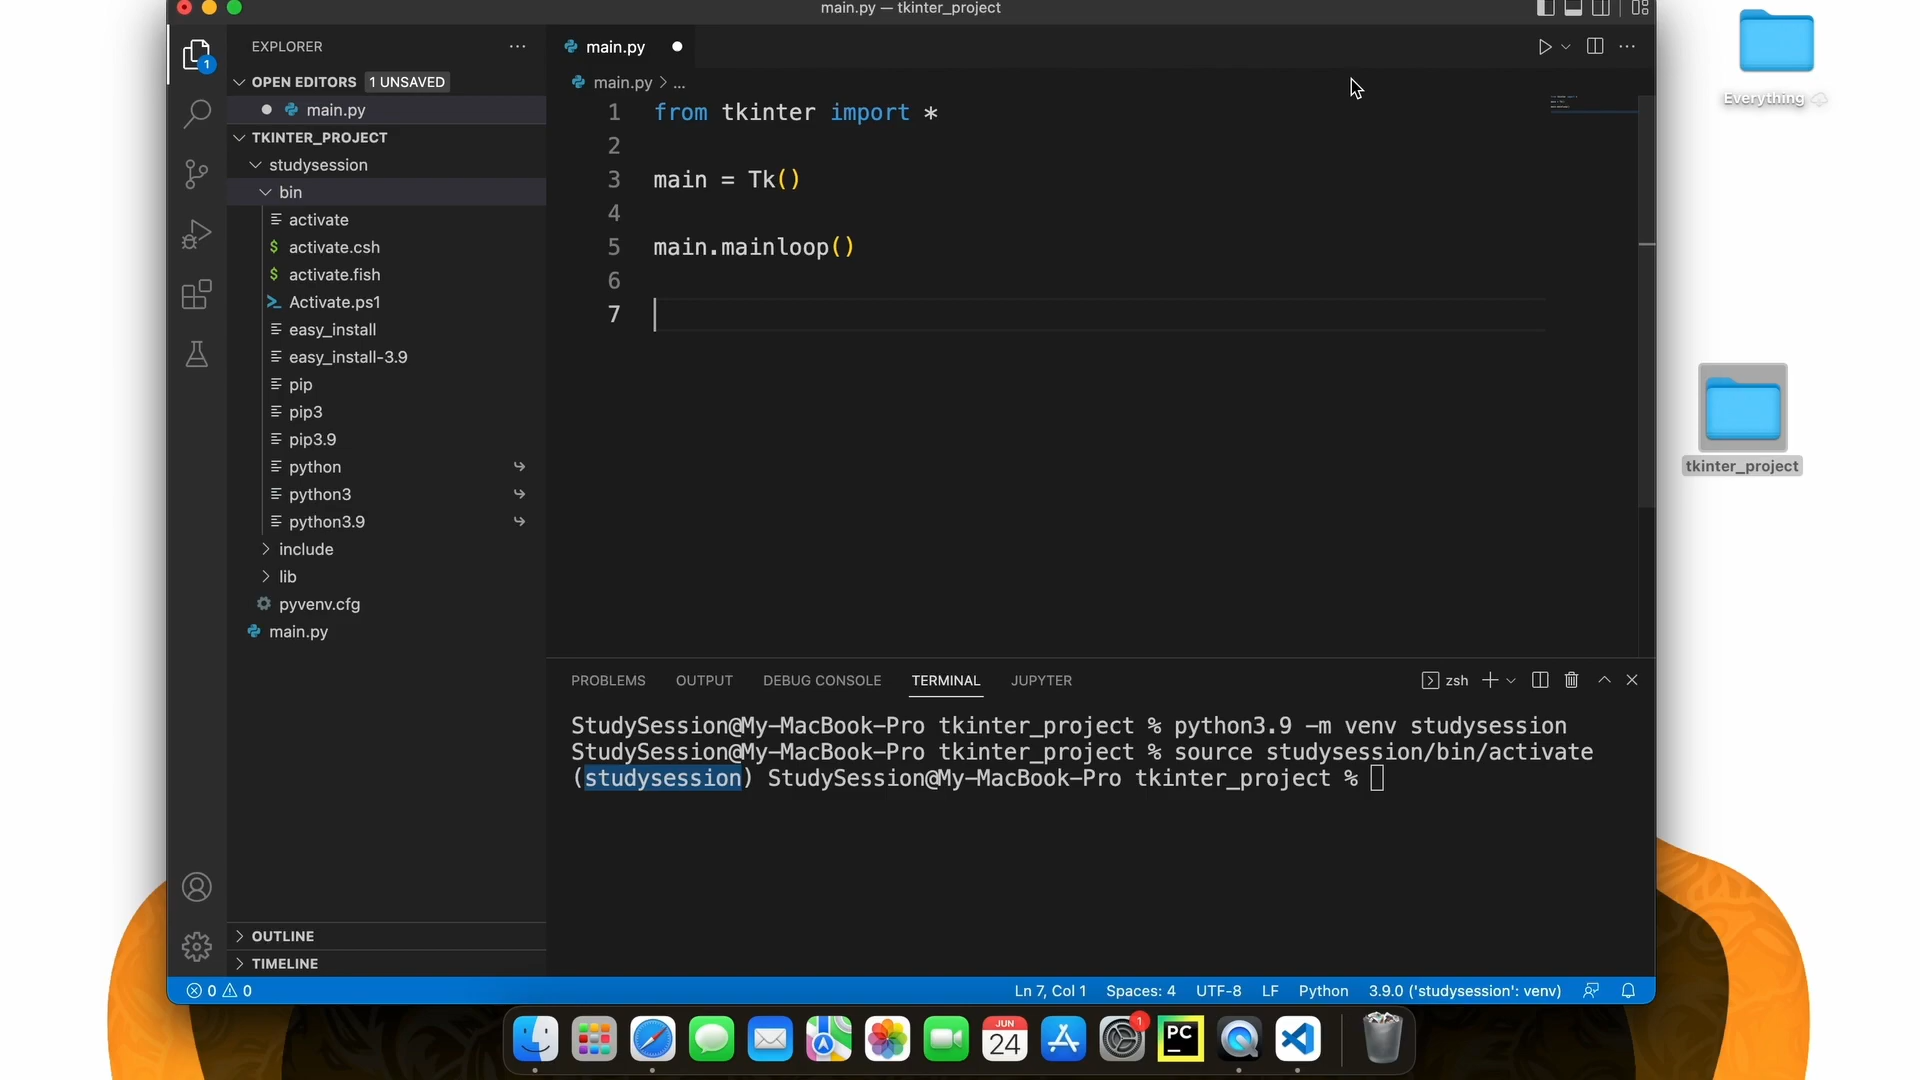 main.py — tkinter_project
EXPLORER
OPEN EDITORS 1 UNSAVED
main.py
TKINTER_PROJECT
studysession
bin
activate
activate.csh
activate.fish
Activate.ps1
easy_install
easy_install-3.9
pip
pip3
pip3.9
python
python3
python3.9
include
lib
pyvenv.cfg
main.py
OUTLINE
TIMELINE
1
main.py
main.py > ...
1 from tkinter import *
2
3 main = Tk()
4
5 main.mainloop()
6
7
PROBLEMS OUTPUT DEBUG CONSOLE TERMINAL JUPYTER
zsh
StudySession@My-MacBook-Pro tkinter_project % python3.9 -m venv studysession
StudySession@My-MacBook-Pro tkinter_project % source studysession/bin/activate
(studysession) StudySession@My-MacBook-Pro tkinter_project %
0 0 Ln 7, Col 1 Spaces: 4 UTF-8 LF Python 3.9.0 ('studysession': venv)
Everything
tkinter_project
JUN
24
1
PC